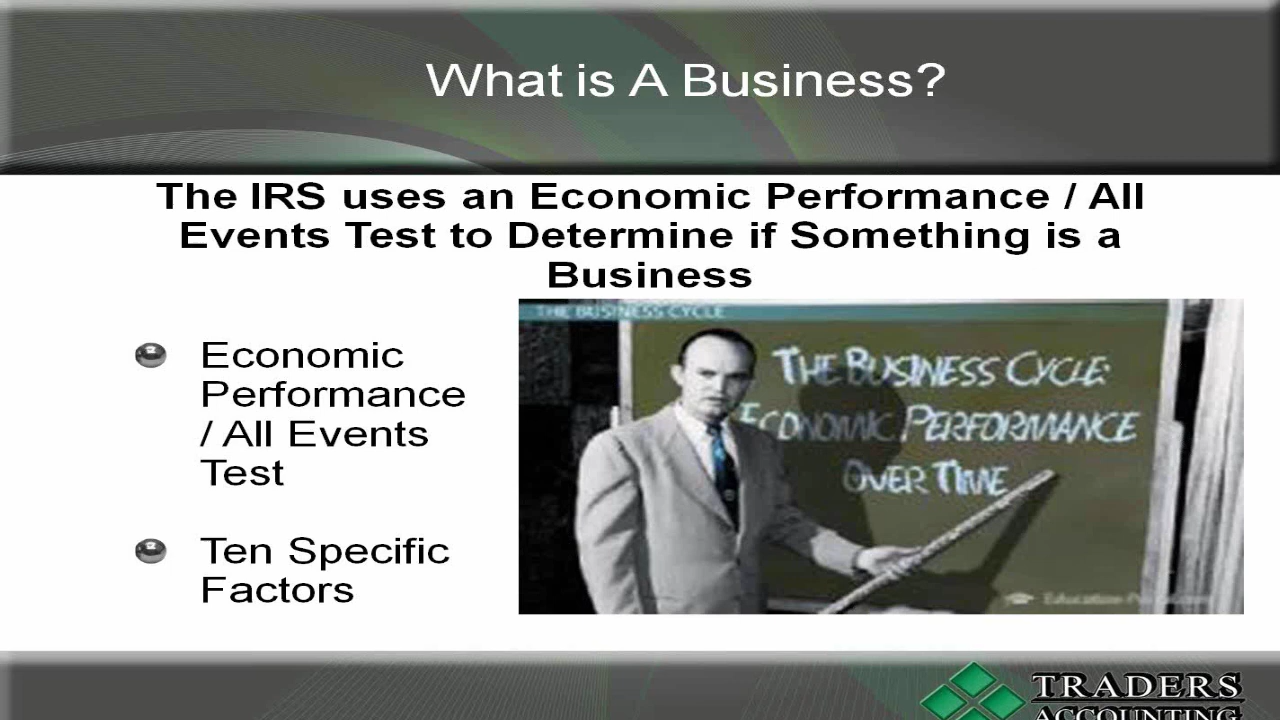 What is A Business?
The IRS uses an Economic Performance / All
Events Test to Determine if Something is a
Business
Economic
Performance
/ All Events
Test
Ten Specific
Factors
THE BUSINESS CYCLE
THE BUSINESS CYCLE:
ECONOMIC PERFORMANCE
OVER TIME
TRADERS
ACCOUNTING